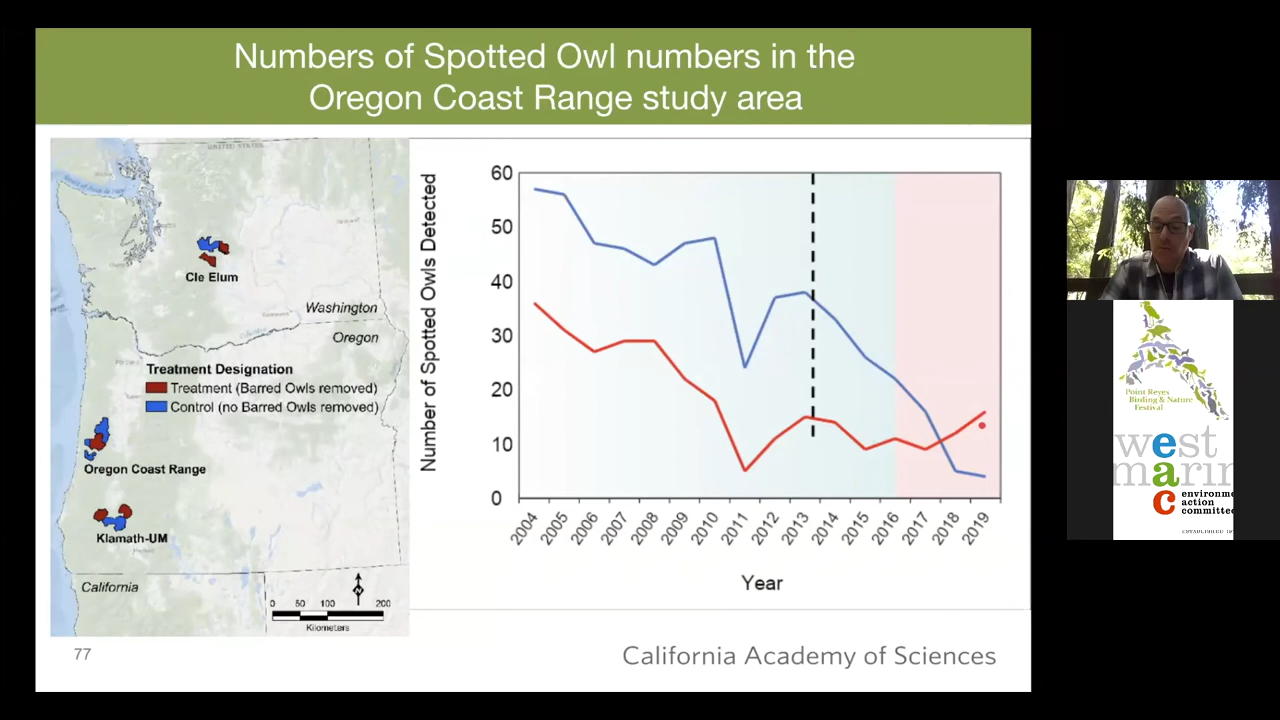 Numbers of Spotted Owl numbers in the
Oregon Coast Range study area
UNITED STATES
Cle Elum
Washington
Oregon
Treatment Designation
Treatment (Barred Owls removed)
Control (no Barred Owls removed)
Oregon Coast Range
Klamath-UM
California
N
0 50 100 200
Kilometers
Number of Spotted Owls Detected
60
50
40
30
20
10
0
2004 2005 2006 2007 2008 2009 2010 2011 2012 2013 2014 2015 2016 2017 2018 2019
Year
77
California Academy of Sciences
Point Reyes
Birding & Nature
Festival
west
marin
eac
environme
action
committee